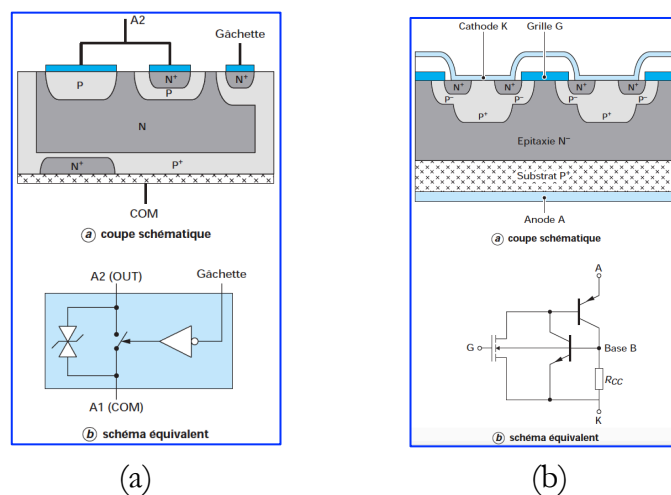 A2
Gâchette
P
N+
P
N+
N
N+
P+
COM
a coupe schématique
A2 (OUT)
Gâchette
A1 (COM)
b schéma équivalent
(a)
Cathode K
Grille G
N+
N+
N+
N+
P−
P−
P−
P−
P+
P+
Epitaxie N−
Substrat P+
Anode A
a coupe schématique
A
G
Base B
RCC
K
b schéma équivalent
(b)